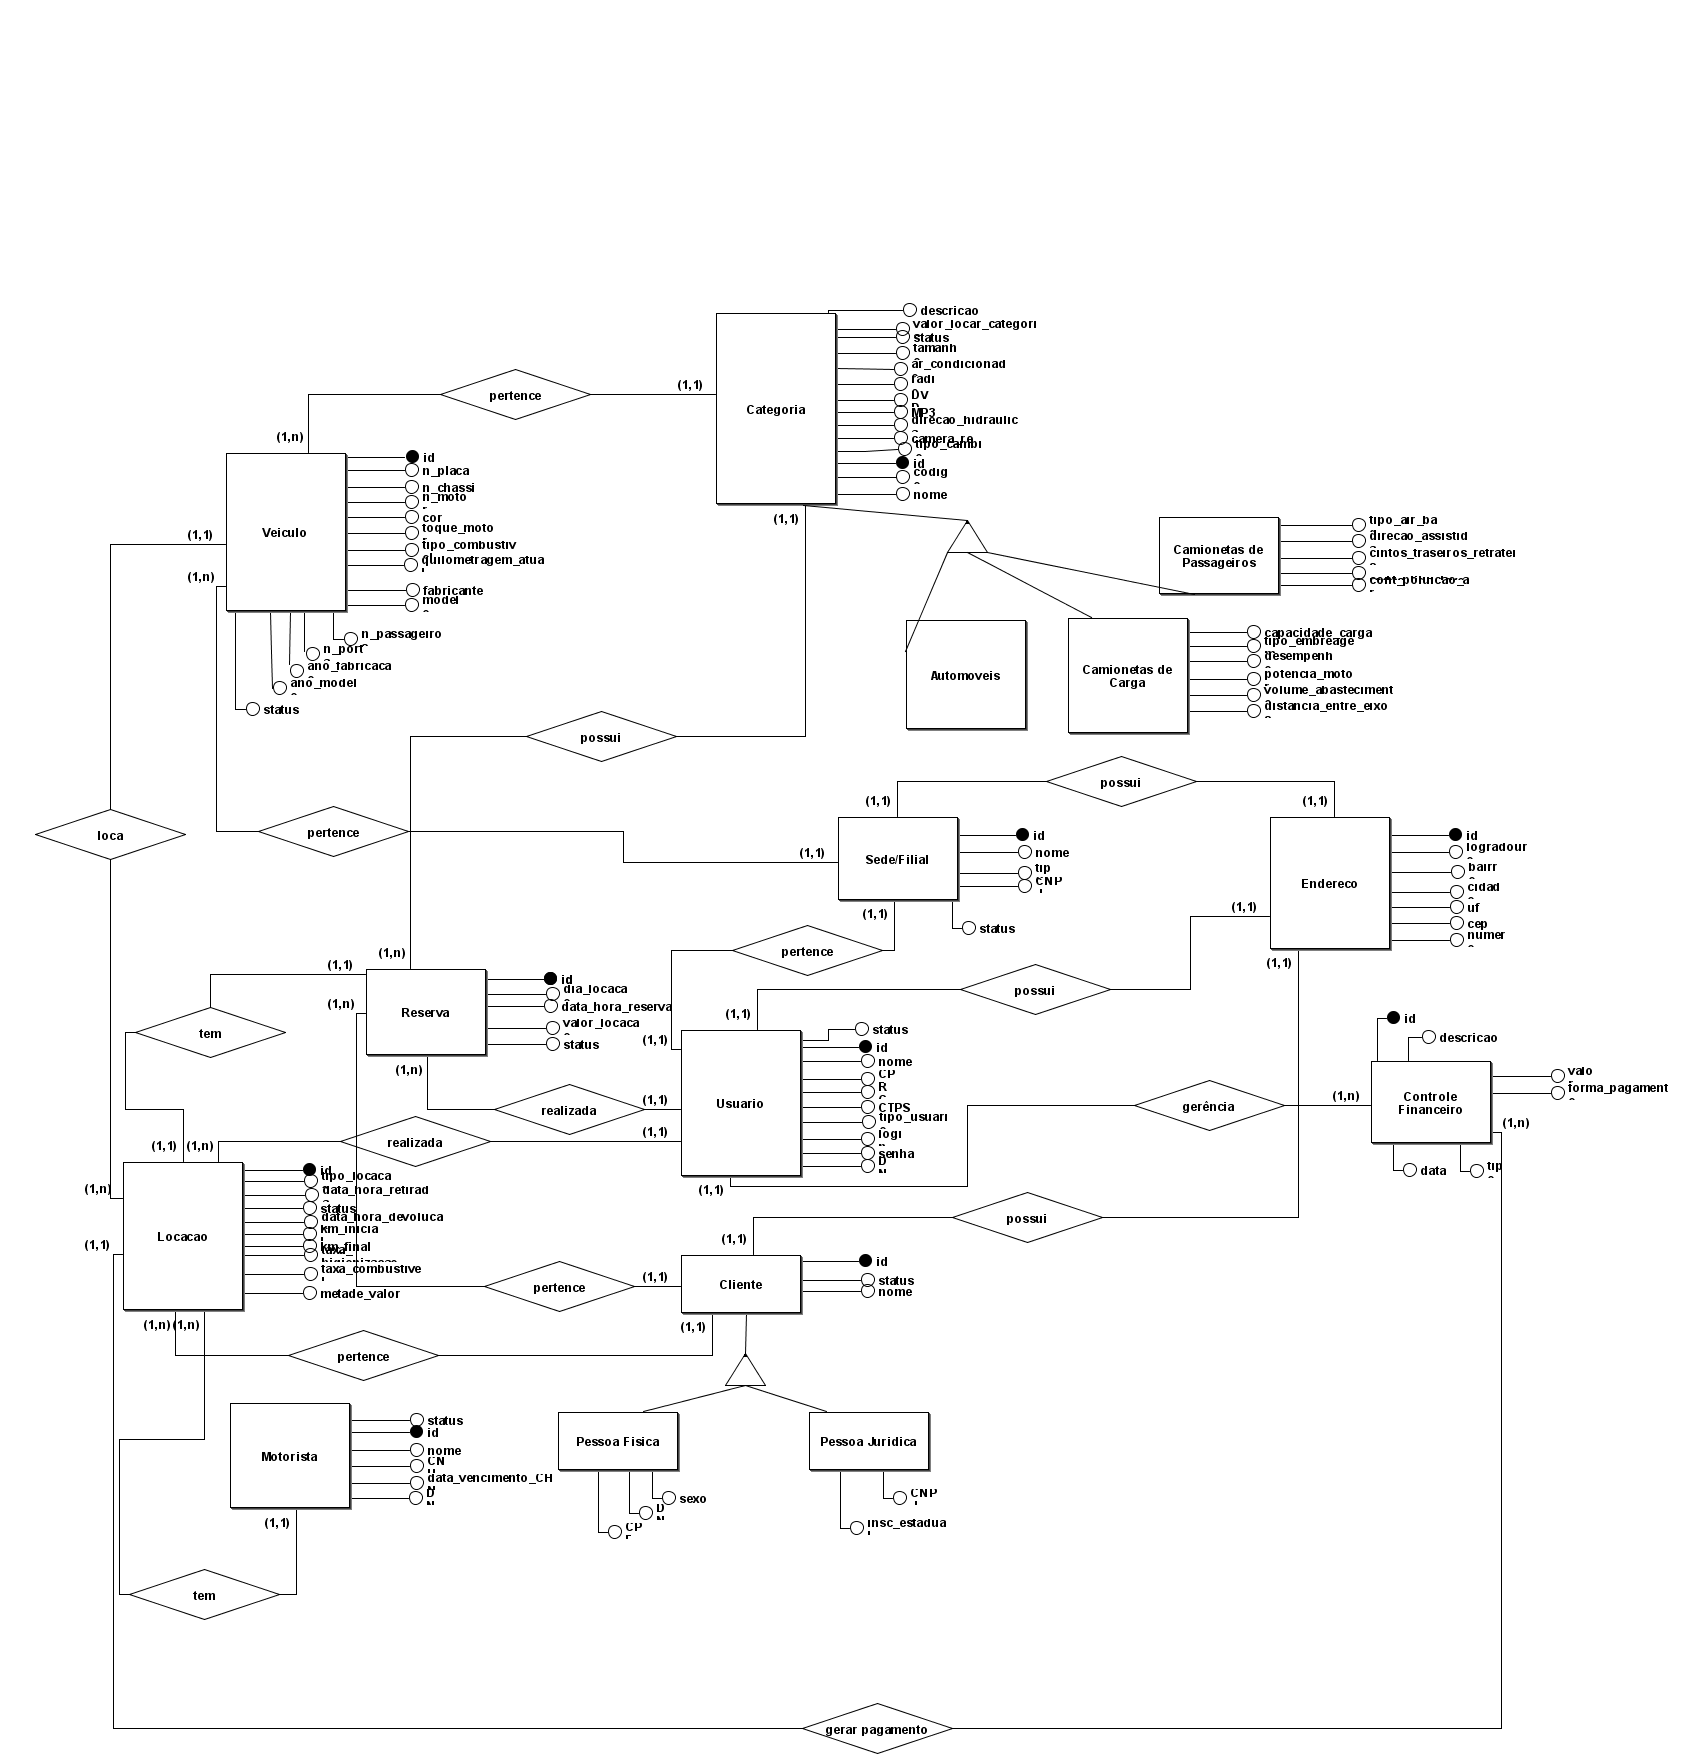 descricao
valor_locar_categori
status
tamanh
ar_condicionad
DV
MP3
direcao_hidraulic
camera_re
tipo_cambi
id
codig
nome
Categoria
(1,1)
(1,1)
pertence
(1,n)
Veiculo
(1,1)
(1,n)
id
n_placa
n_chassi
n_moto
cor
toque_moto
tipo_combustiv
quilometragem_atua
fabricante
model
n_passageiro
n_port
ano_fabricaca
ano_model
status
Camionetas de
Passageiros
tipo_air_ba
direcao_assistid
cintos_traseiros_retratei
cont_poluicao_a
Automoveis
Camionetas de
Carga
capacidade_carga
tipo_embreage
desempenh
potencia_moto
volume_abasteciment
distancia_entre_eixo
possui
possui
(1,1)
(1,1)
loca
pertence
(1,1)
Sede/Filial
id
nome
tip
CNP
status
(1,1)
Endereco
id
logradour
bairr
cidad
uf
cep
numer
(1,1)
(1,1)
pertence
possui
(1,n)
(1,1)
(1,n)
Reserva
id
dia_locaca
data_hora_reserva
valor_locaca
status
(1,n)
tem
(1,1)
(1,1)
Usuario
status
id
nome
CP
R
CTPS
tipo_usuari
logi
senha
D
N
(1,1)
(1,1)
(1,1)
realizada
realizada
gerência
(1,n)
id
descricao
Controle
Financeiro
valo
forma_pagament
(1,n)
data
tip
(1,1)
(1,n)
(1,n)
(1,1)
Locacao
id
tipo_locaca
data_hora_retirad
status
data_hora_devoluca
km_inicia
km_final
taxa_
taxa_combustive
metade_valor
(1,n)
(1,n)
possui
(1,1)
pertence
(1,1)
Cliente
id
status
nome
(1,1)
pertence
Motorista
status
id
nome
CN
data_vencimento_CH
D
N
(1,1)
Pessoa Fisica
sexo
D
N
CP
Pessoa Juridica
CNP
insc_estadua
tem
gerar pagamento